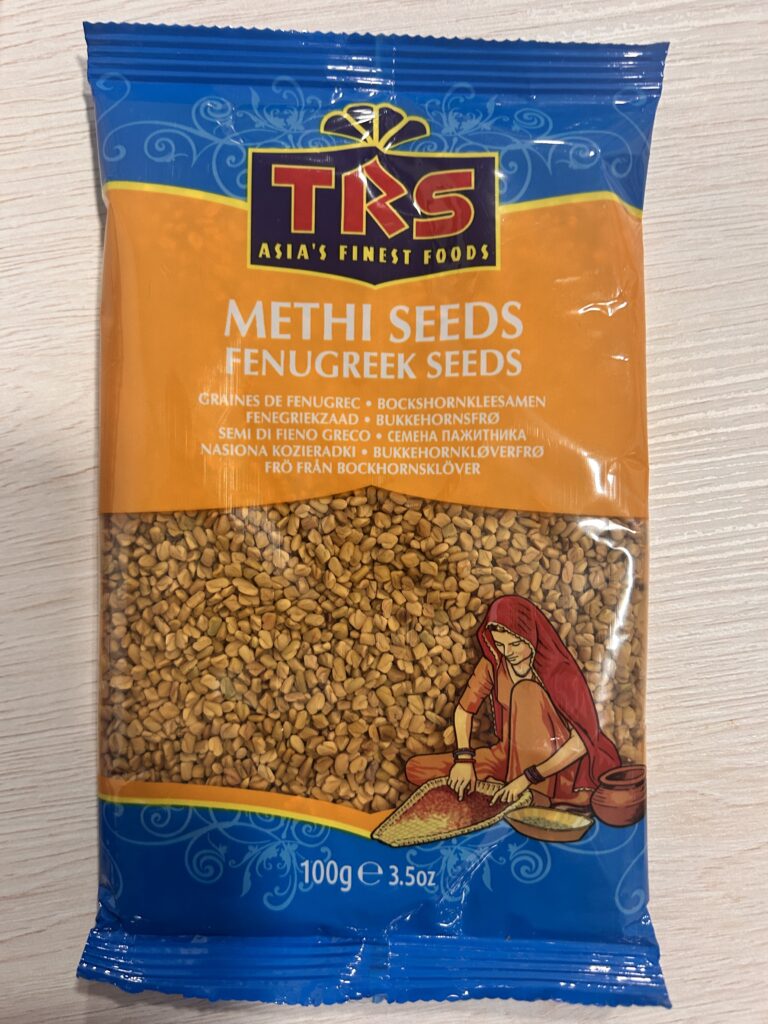 TRS
ASIA'S FINEST FOODS
METHI SEEDS
FENUGREEK SEEDS
GRAINES DE FENUGREC • BOCKSHORNKLEESAMEN
FENEGRIEKZAAD • BUKKEHORNSFRØ
SEMI DI FIENO GRECO • СЕМЕНА ПАЖИТНИКА
NASIONA KOZIERADKI • BUKKEHORNKLØVERFRØ
FRÖ FRÅN BOCKHORNSKLÖVER
100g ℮ 3.5oz